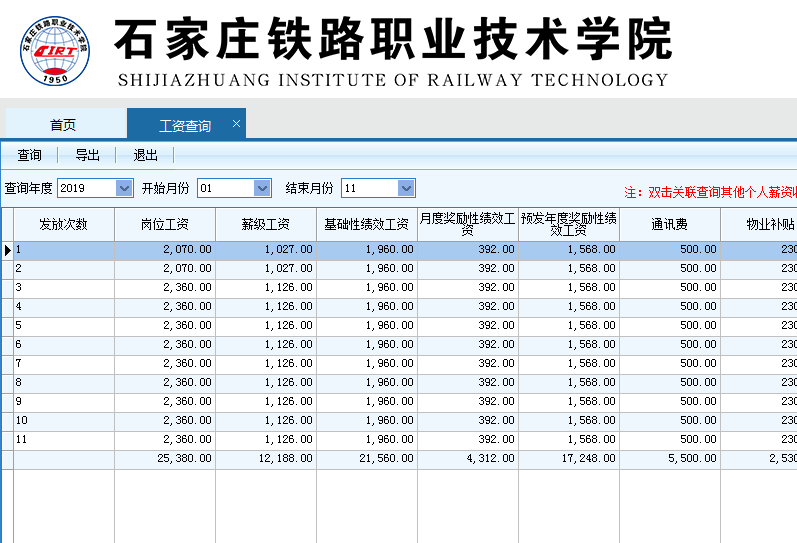 石家庄铁路职业技术学院
SHIJIAZHUANG INSTITUTE OF RAILWAY TECHNOLOGY
石家庄铁路职业技术学院
CIRT
1950
首页 工资查询 ×
查询 导出 退出
查询年度 2019 开始月份 01 结束月份 11
注: 双击关联查询其他个人薪资
发放次数 岗位工资 薪级工资 基础性绩效工资 月度奖励性绩效工资 预发年度奖励性绩效工资 通讯费 物业补贴
1 2,070.00 1,027.00 1,960.00 392.00 1,568.00 500.00 230
2 2,070.00 1,027.00 1,960.00 392.00 1,568.00 500.00 230
3 2,360.00 1,126.00 1,960.00 392.00 1,568.00 500.00 230
4 2,360.00 1,126.00 1,960.00 392.00 1,568.00 500.00 230
5 2,360.00 1,126.00 1,960.00 392.00 1,568.00 500.00 230
6 2,360.00 1,126.00 1,960.00 392.00 1,568.00 500.00 230
7 2,360.00 1,126.00 1,960.00 392.00 1,568.00 500.00 230
8 2,360.00 1,126.00 1,960.00 392.00 1,568.00 500.00 230
9 2,360.00 1,126.00 1,960.00 392.00 1,568.00 500.00 230
10 2,360.00 1,126.00 1,960.00 392.00 1,568.00 500.00 230
11 2,360.00 1,126.00 1,960.00 392.00 1,568.00 500.00 230
25,380.00 12,188.00 21,560.00 4,312.00 17,248.00 5,500.00 2,530